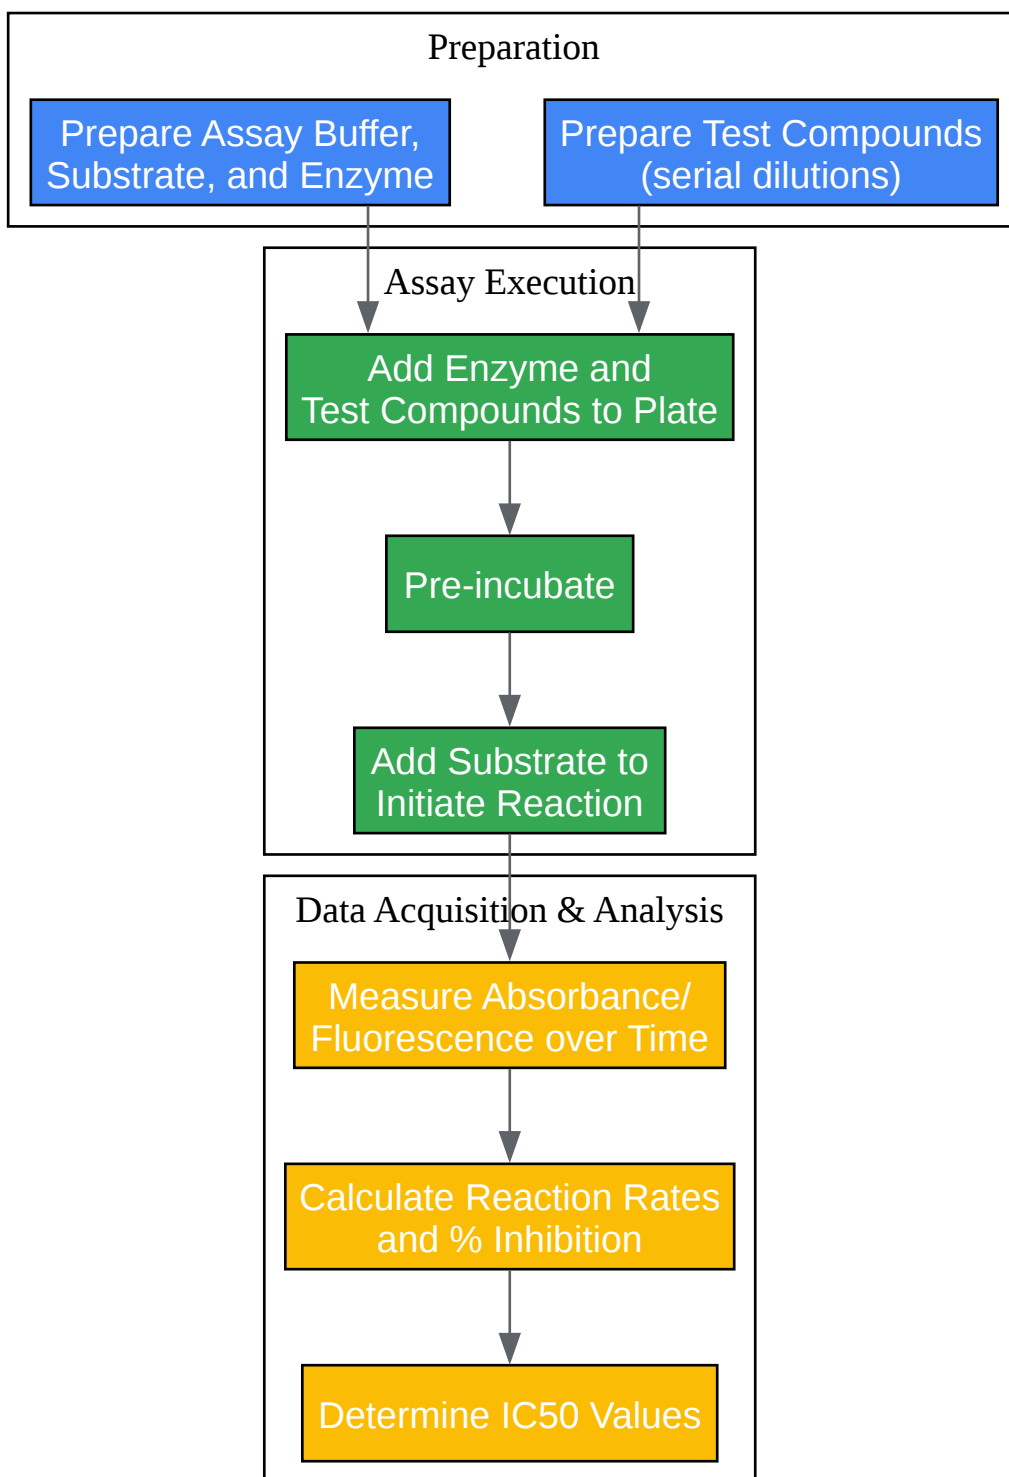 Preparation
Prepare Assay Buffer,
Substrate, and Enzyme
Prepare Test Compounds
(serial dilutions)
Assay Execution
Add Enzyme and
Test Compounds to Plate
Pre-incubate
Add Substrate to
Initiate Reaction
Data Acquisition & Analysis
Measure Absorbance/
Fluorescence over Time
Calculate Reaction Rates
and % Inhibition
Determine IC50 Values